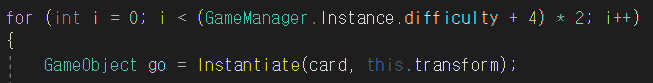 for (int i = 0; i < (GameManager.Instance.difficulty + 4) * 2; i++)
{
GameObject go = Instantiate(card, this.transform);